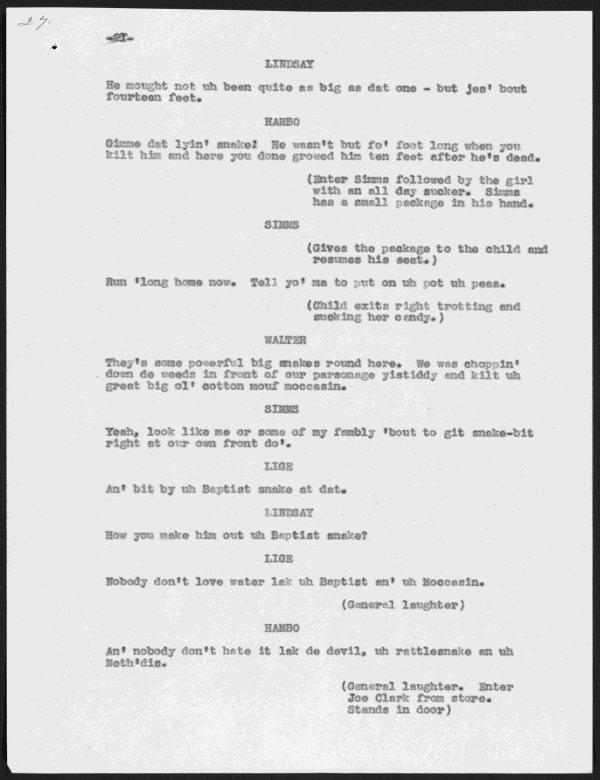 27.
LINDSAY
He mought not uh been quite as big as dat one - but jes' bout
fourteen feet.
HAMBO
Gimme dat lyin' snake! He wasn't but fo' foot long when you
kilt him and here you done growed him ten feet after he's dead.
(Enter Simms followed by the girl
with an all day sucker. Simms
has a small package in his hand.
SIMMS
(Gives the package to the child and
resumes his seat.)
Run 'long home now. Tell yo' ma to put on uh pot uh peas.
(Child exits right trotting and
sucking her candy.)
WALTER
They's some powerful big snakes round here. We was choppin'
down de weeds in front of our parsonage yistiddy and kilt uh
great big ol' cotton mouf moccasin.
SIMMS
Yeah, look like me or some of my fambly 'bout to git snake-bit
right at our own front do'.
LIGE
An' bit by uh Baptist snake at dat.
LINDSAY
How you make him out uh Baptist snake?
LIGE
Nobody don't love water lak uh Baptist an' uh Moccasin.
(General laughter)
HAMBO
An' nobody don't hate it lak de devil, uh rattlesnake an uh
Meth'dis.
(General laughter. Enter
Joe Clark from store.
Stands in door)